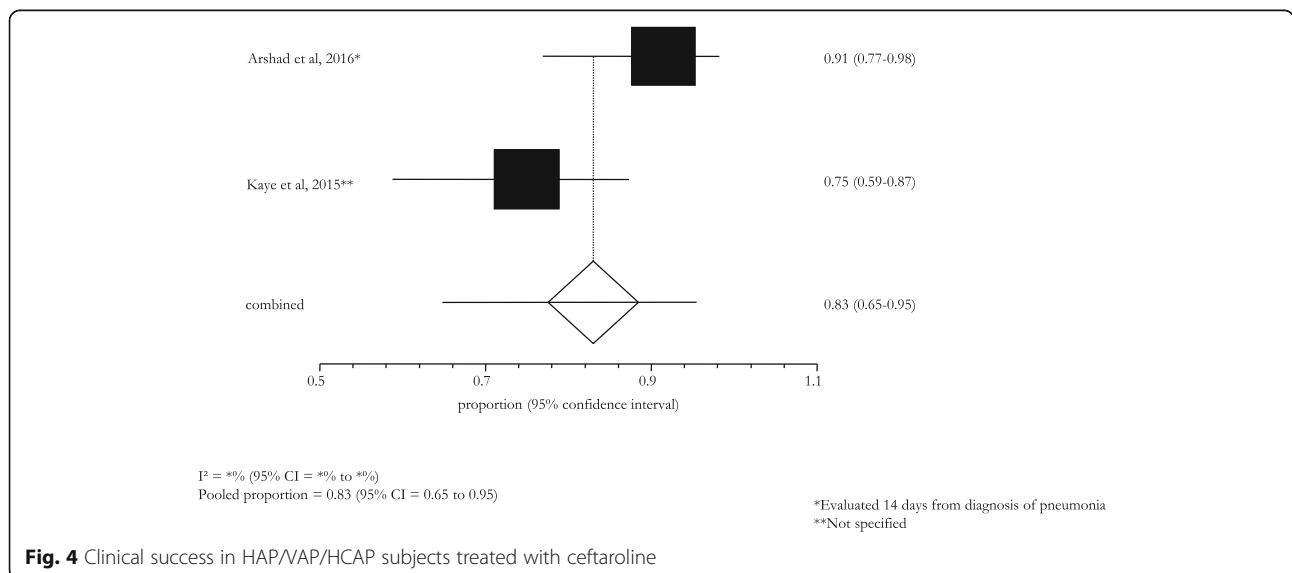 Arshad et al, 2016* 0.91 (0.77-0.98)
Kaye et al, 2015** 0.75 (0.59-0.87)
combined 0.83 (0.65-0.95)
0.5 0.7 0.9 1.1
proportion (95% confidence interval)
I² = *% (95% CI = *% to *%)
Pooled proportion = 0.83 (95% CI = 0.65 to 0.95)
*Evaluated 14 days from diagnosis of pneumonia
**Not specified
Fig. 4 Clinical success in HAP/VAP/HCAP subjects treated with ceftaroline